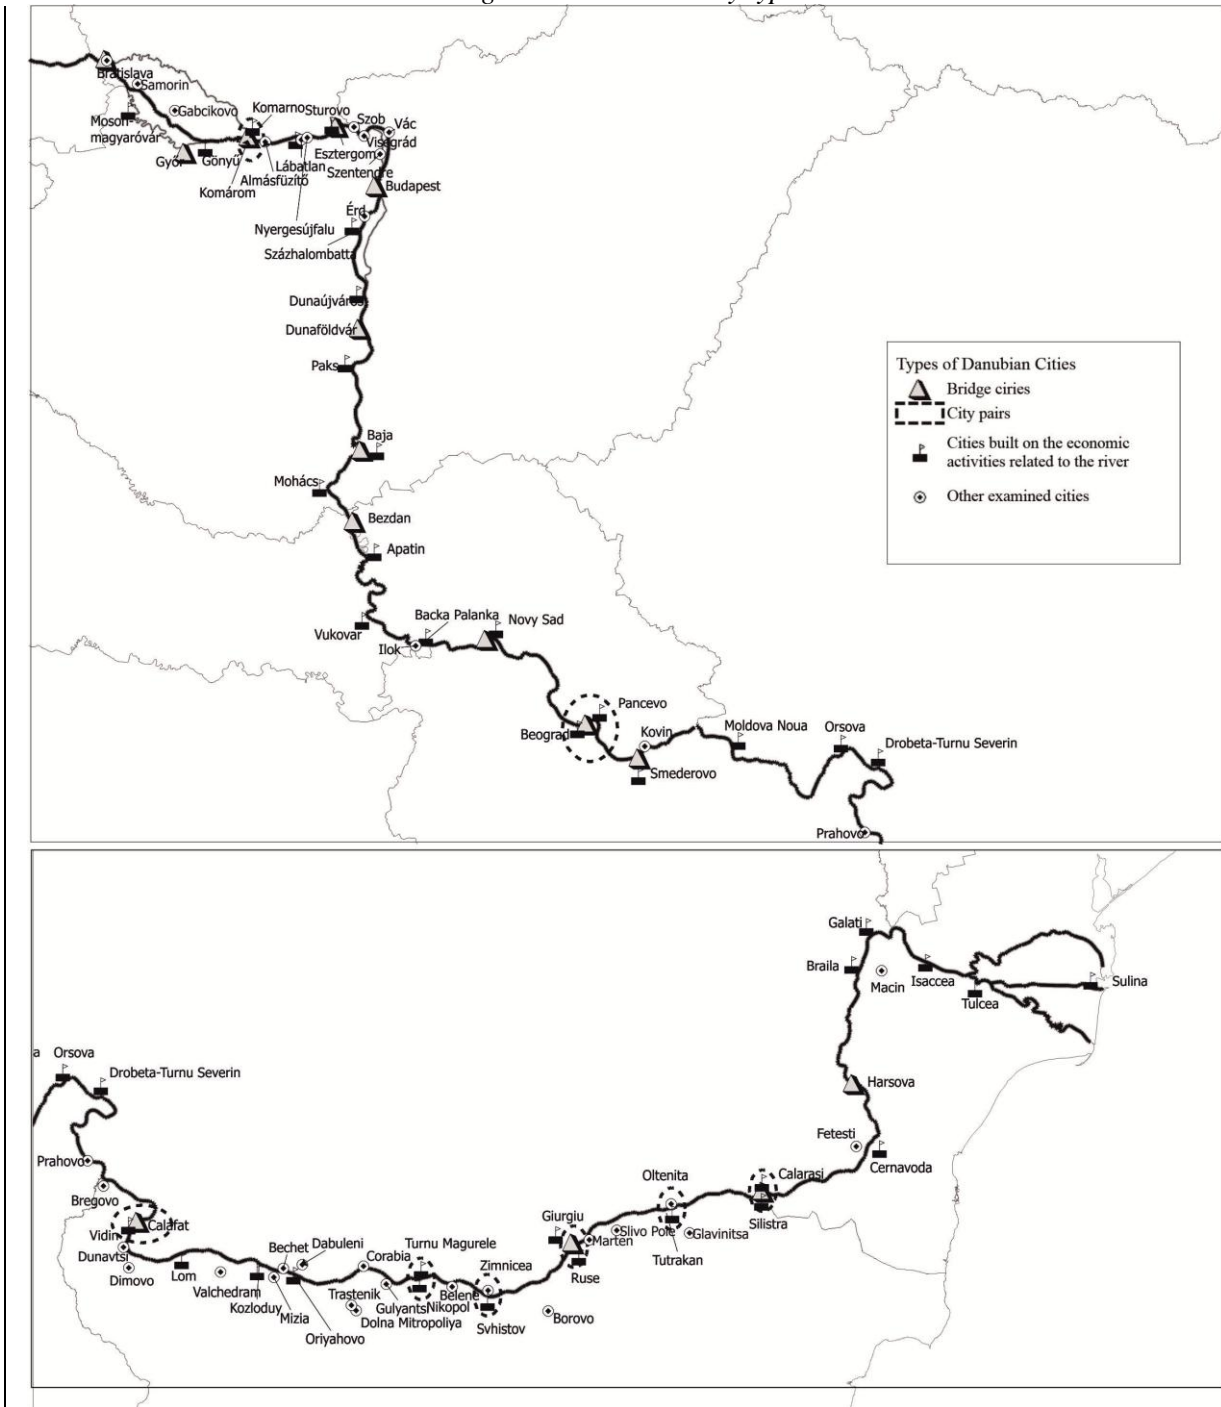 Bratislava
Samorin
Gabcikovo
Moson-
magyaróvár
Győr
Gönyű
Komarno
Sturovo
Szob
Vác
Visegrád
Esztergom
Lábatlan
Szentendre
Almásfüzitő
Komárom
Budapest
Érd
Nyergesújfalu
Százhalombatta
Dunaújváros
Dunaföldvár
Paks
Baja
Mohács
Bezdan
Apatin
Backa Palanka
Novy Sad
Vukovar
Ilok
Pancevo
Beograd
Kovin
Smederovo
Moldova Noua
Orsova
Drobeta-Turnu Severin
Prahovo
Types of Danubian Cities
Bridge ciries
City pairs
Cities built on the economic
activities related to the river
Other examined cities
Galati
Braila
Macin
Isaccea
Tulcea
Sulina
Harsova
Fetesti
Cernavoda
a Orsova
Drobeta-Turnu Severin
Prahovo
Bregovo
Vidin
Calafat
Dunavtsi
Dimovo
Lom
Valchedram
Kozloduy
Mizia
Oriyahovo
Bechet
Dabuleni
Corabia
Trastenik
Gulyantsi
Dolna Mitropoliya
Turnu Magurele
Nikopol
Belene
Zimnicea
Svhistov
Borovo
Giurgiu
Ruse
Marten
Slivo Pole
Oltenita
Tutrakan
Glavinitsa
Calarasi
Silistra